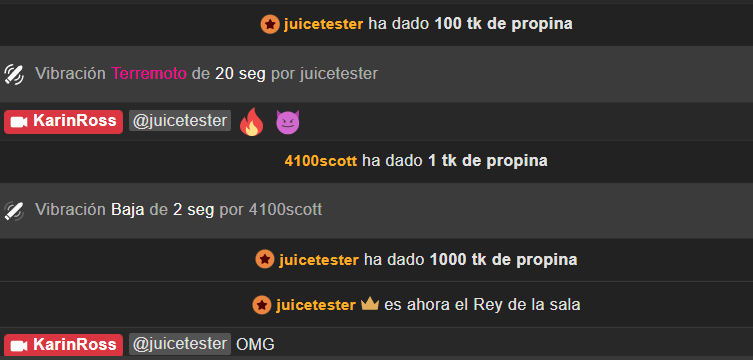 juicetester ha dado 100 tk de propina
Vibración Terremoto de 20 seg por juicetester
KarinRoss @juicetester 🔥 😈
4100scott ha dado 1 tk de propina
Vibración Baja de 2 seg por 4100scott
juicetester ha dado 1000 tk de propina
juicetester 👑 es ahora el Rey de la sala
KarinRoss @juicetester OMG